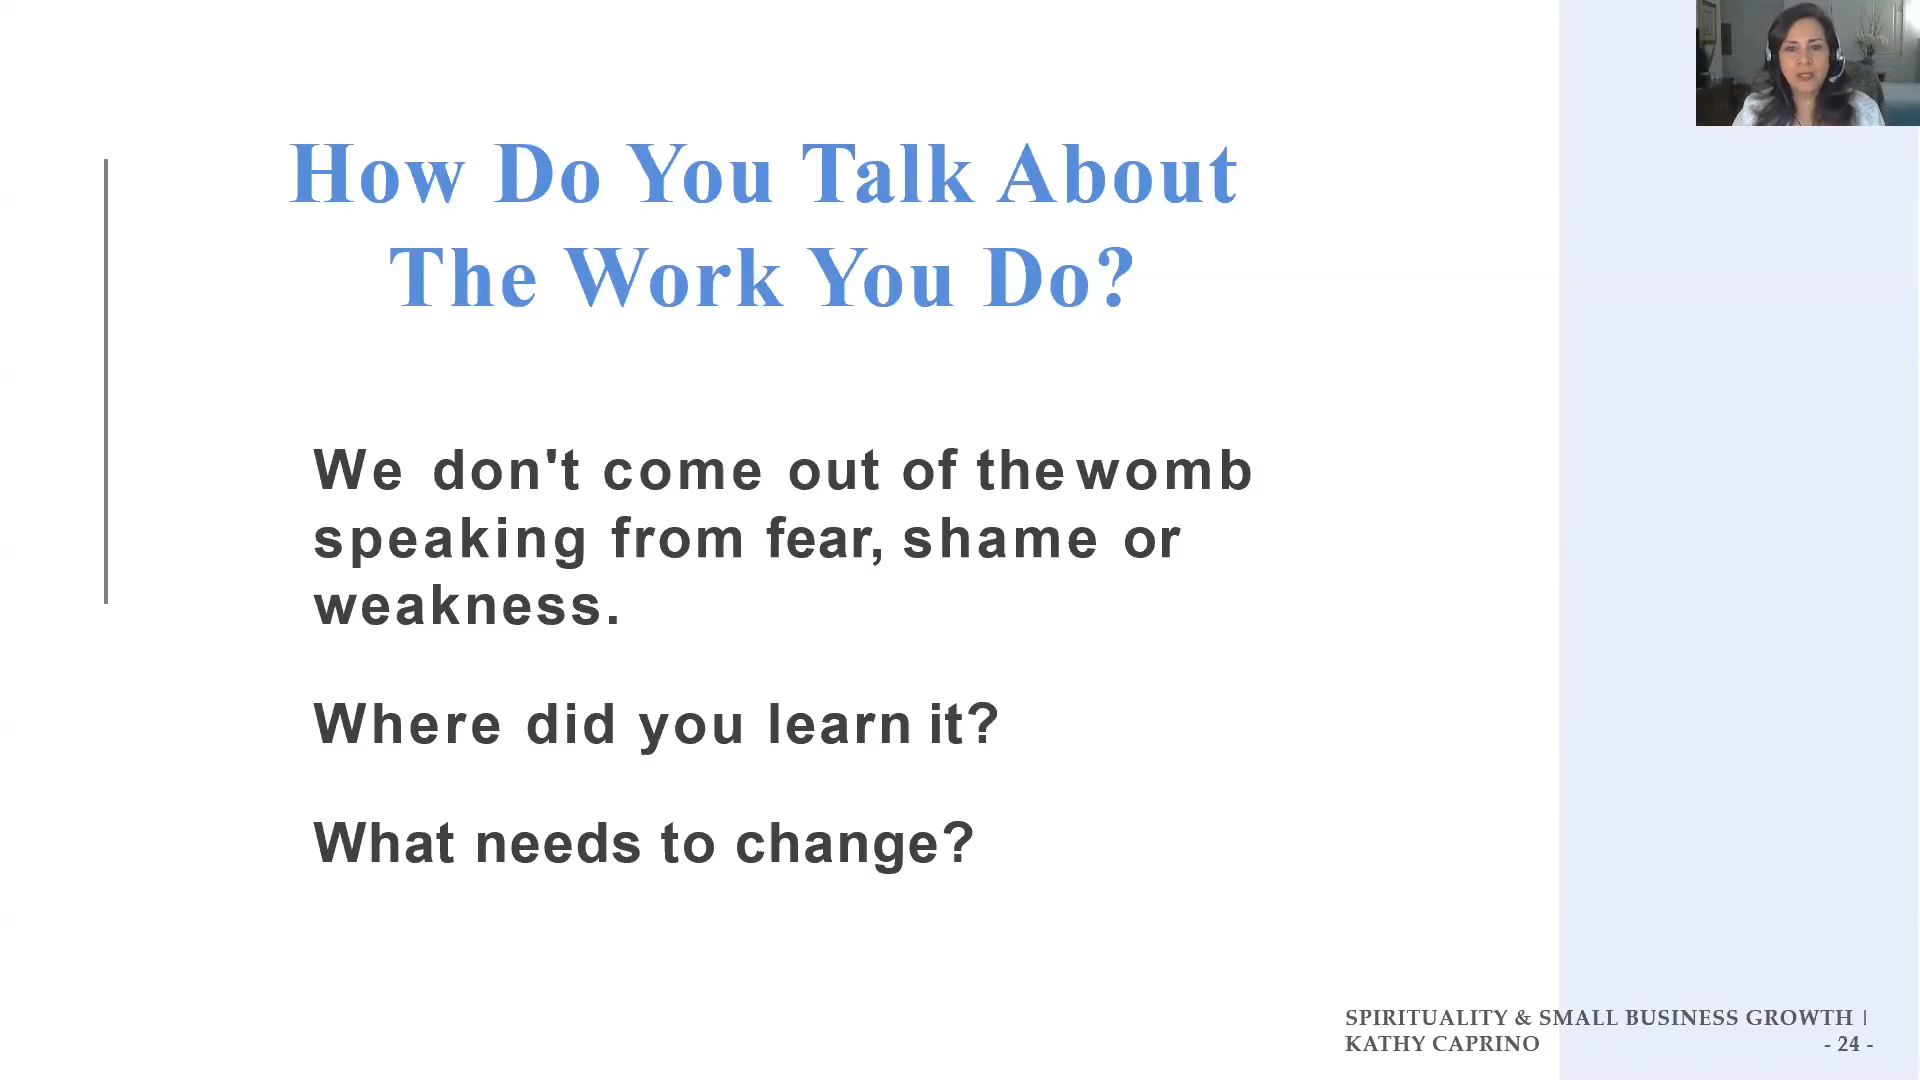 How Do You Talk About
The Work You Do?
We don't come out of the womb
speaking from fear, shame or
weakness.
Where did you learn it?
What needs to change?
SPIRITUALITY & SMALL BUSINESS GROWTH |
KATHY CAPRINO - 24 -